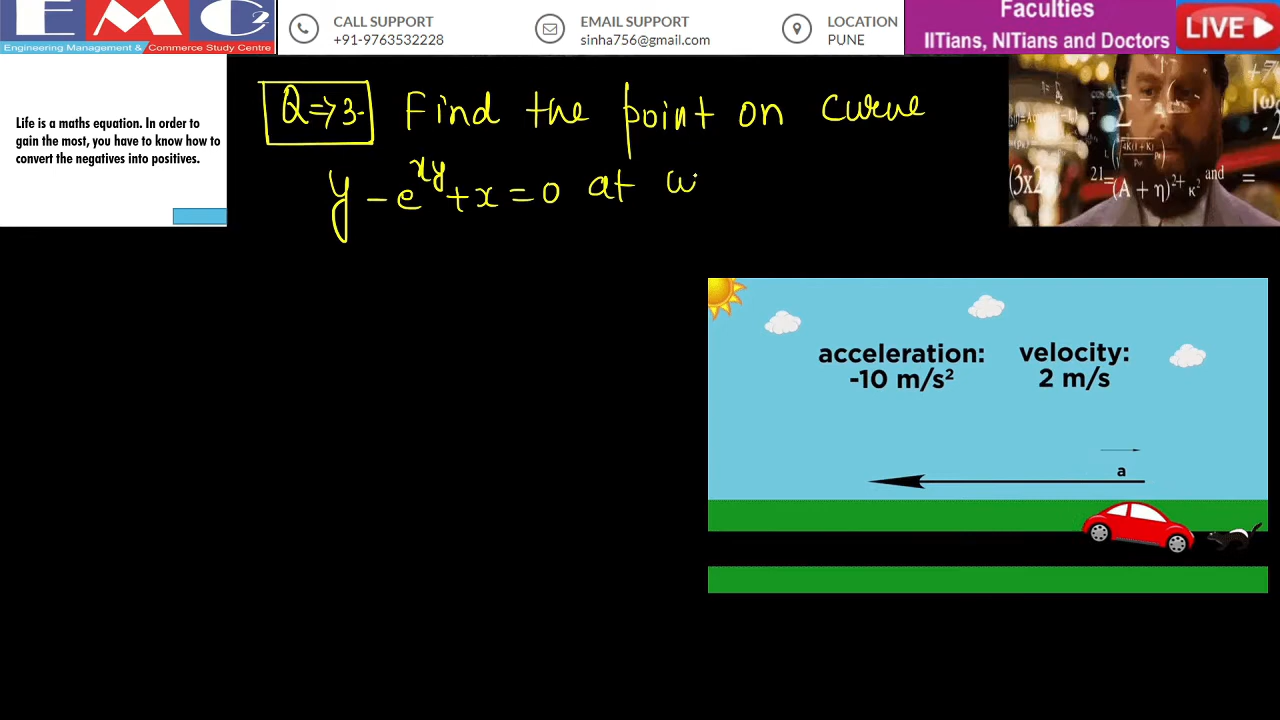 EMC²
Engineering Management & Commerce Study Centre
CALL SUPPORT
+91-9763532228
EMAIL SUPPORT
sinha756@gmail.com
LOCATION
PUNE
Faculties
IITians, NITians and Doctors
LIVE
Life is a maths equation. In order to
gain the most, you have to know how to
convert the negatives into positives.
Q⇒3. Find the point on curve
y - e^xy + x = 0 at w
acceleration:
-10 m/s²
velocity:
2 m/s
a